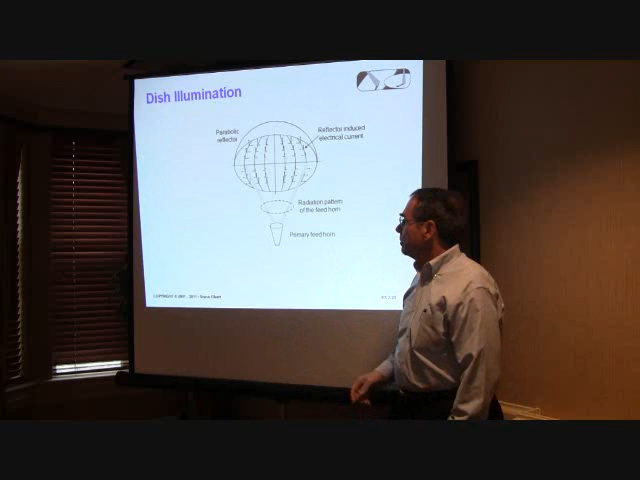 Dish Illumination
Parabolic
reflector
Reflector induced
electrical current
Radiation pattern
of the feed horn
Primary feed horn